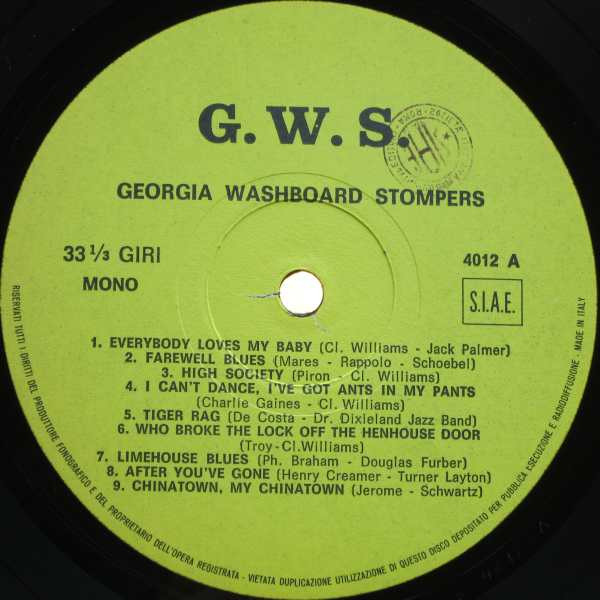 G. W. S.
GEORGIA WASHBOARD STOMPERS
33 1/3 GIRI
MONO
4012 A
S.I.A.E.
1. EVERYBODY LOVES MY BABY (Cl. Williams - Jack Palmer)
2. FAREWELL BLUES (Mares - Rappolo - Schoebel)
3. HIGH SOCIETY (Piron - Cl. Williams)
4. I CAN'T DANCE, I'VE GOT ANTS IN MY PANTS
(Charlie Gaines - Cl. Williams)
5. TIGER RAG (De Costa - Dr. Dixieland Jazz Band)
6. WHO BROKE THE LOCK OFF THE HENHOUSE DOOR
(Troy-Cl.Williams)
7. LIMEHOUSE BLUES (Ph. Braham - Douglas Furber)
8. AFTER YOU'VE GONE (Henry Creamer - Turner Layton)
9. CHINATOWN, MY CHINATOWN (Jerome - Schwartz)
RISERVATI TUTTI I DIRITTI DEL PRODUTTORE FONOGRAFICO E DEL PROPRIETARIO DELL'OPERA REGISTRATA - VIETATA DUPLICAZIONE UTILIZZAZIONE DI QUESTO DISCO DEPOSITATO PER PUBBLICA ESECUZIONE E RADIODIFFUSIONE - MADE IN ITALY